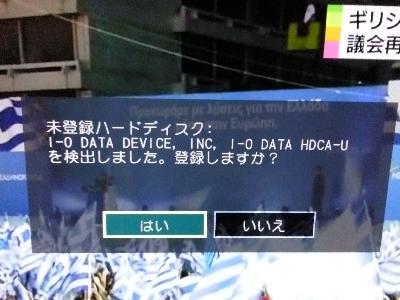 ギリシ
議会再
未登録ハードディスク:
I-O DATA DEVICE, INC, I-O DATA HDCA-U
を検出しました。登録しますか？
はい
いいえ